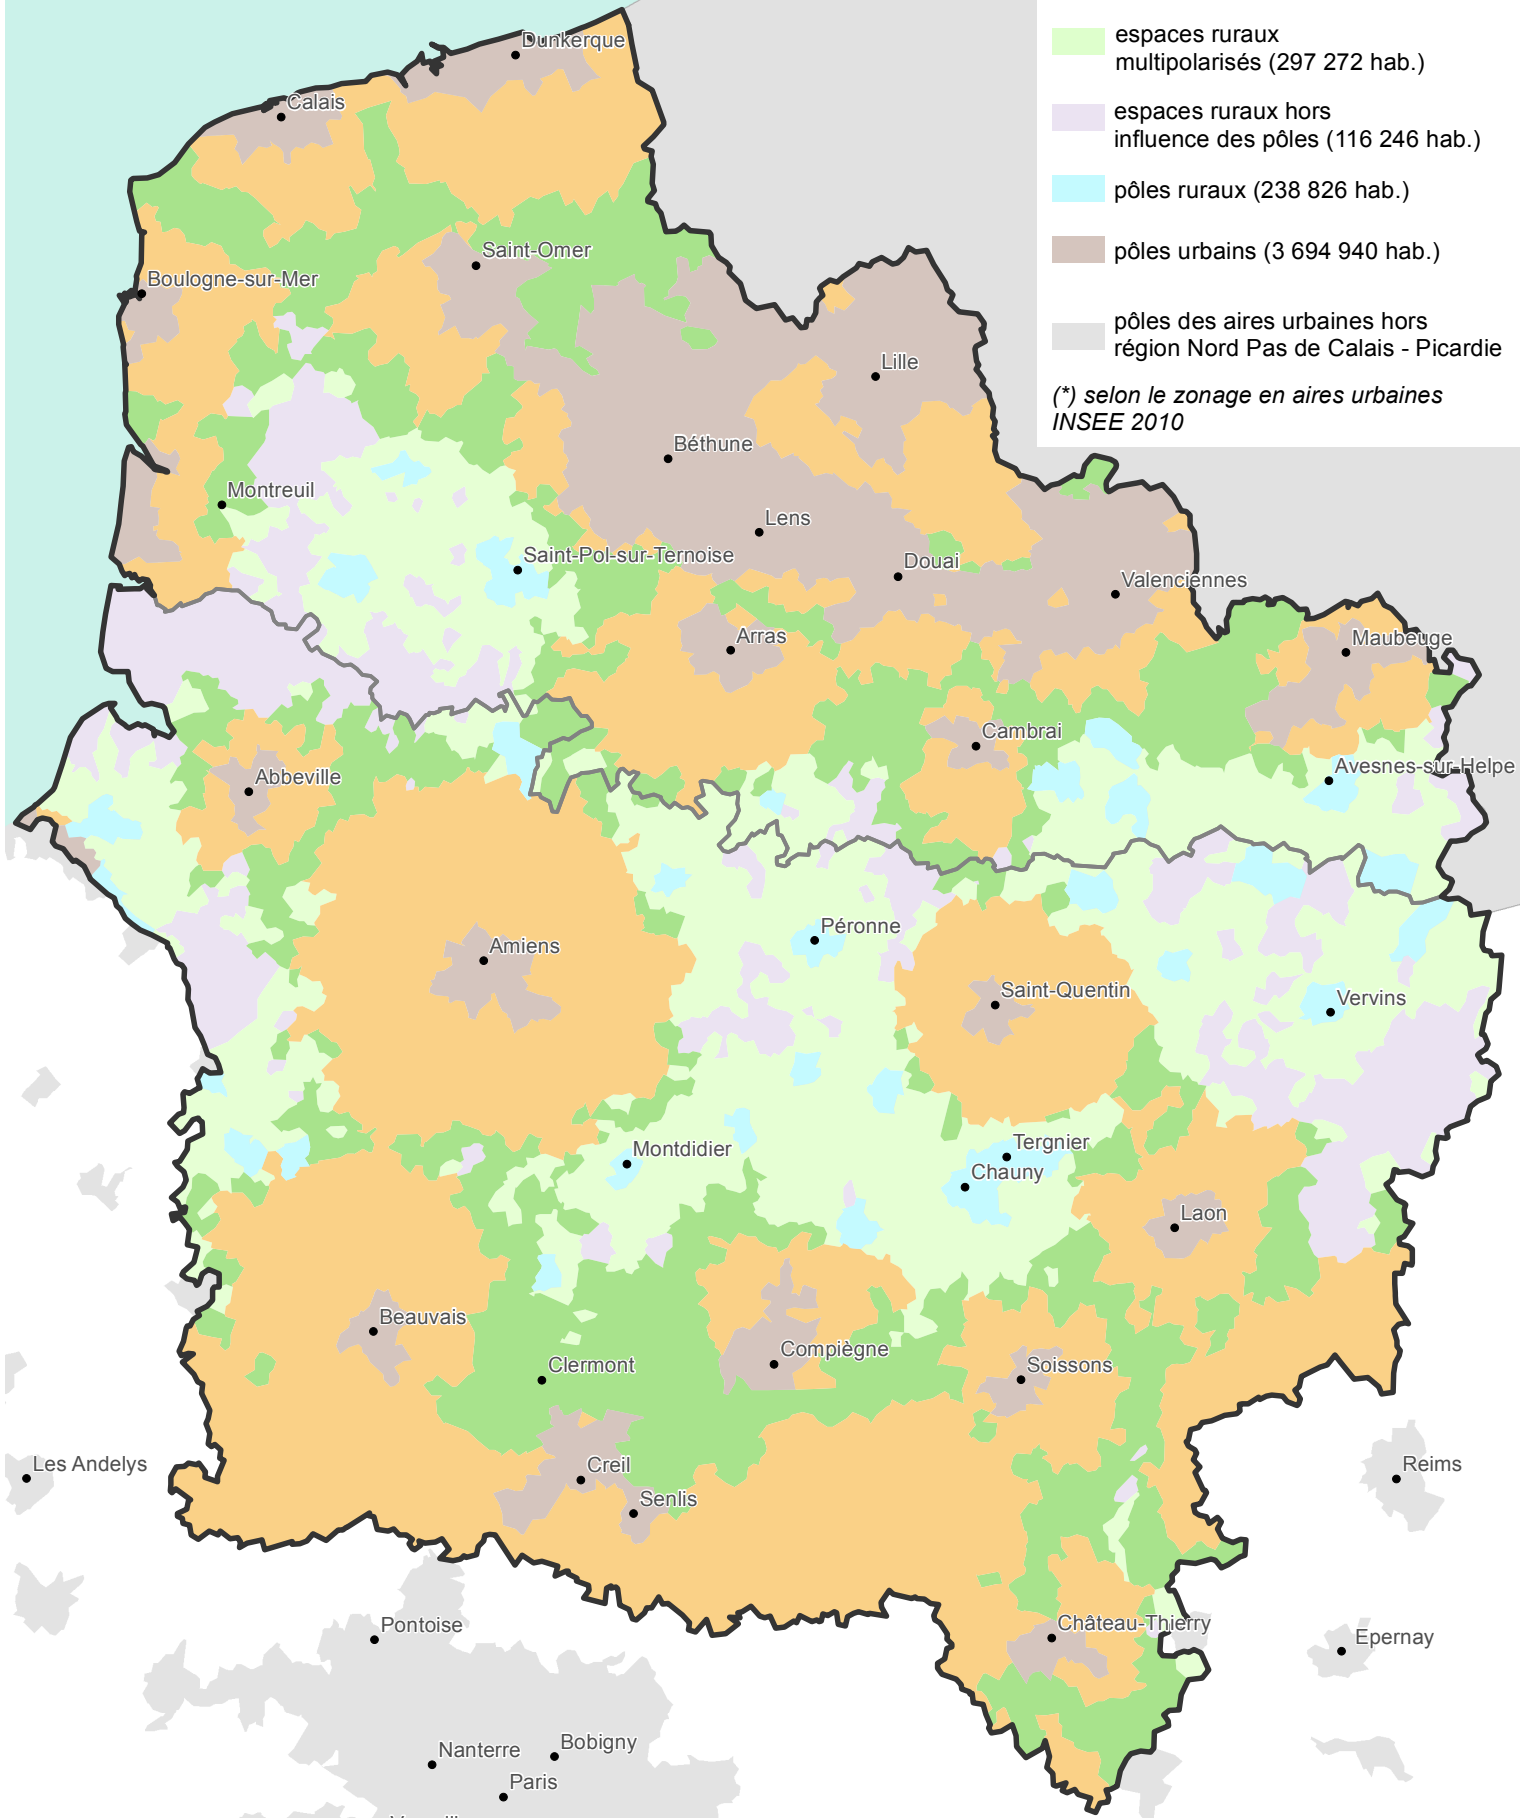 espaces ruraux
multipolarisés (297 272 hab.)
espaces ruraux hors
influence des pôles (116 246 hab.)
pôles ruraux (238 826 hab.)
pôles urbains (3 694 940 hab.)
pôles des aires urbaines hors
région Nord Pas de Calais - Picardie
(*) selon le zonage en aires urbaines
INSEE 2010
Dunkerque
Calais
Saint-Omer
Boulogne-sur-Mer
Lille
Béthune
Montreuil
Lens
Saint-Pol-sur-Ternoise
Douai
Valenciennes
Arras
Maubeuge
Cambrai
Abbeville
Avesnes-sur-Helpe
Péronne
Amiens
Saint-Quentin
Vervins
Tergnier
Montdidier
Chauny
Laon
Beauvais
Compiègne
Clermont
Soissons
Les Andelys
Creil
Reims
Senlis
Château-Thierry
Pontoise
Epernay
Bobigny
Nanterre
Paris